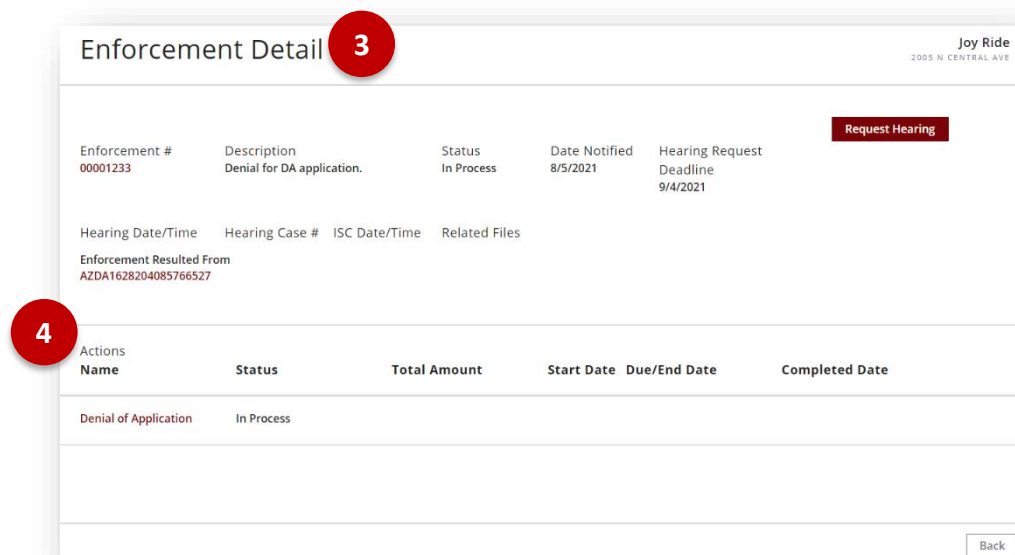 Enforcement Detail
3
Joy Ride
2005 N CENTRAL AVE
Request Hearing
Enforcement # Description Status Date Notified Hearing Request
Deadline
00001233 Denial for DA application. In Process 8/5/2021
9/4/2021
Hearing Date/Time Hearing Case # ISC Date/Time Related Files
Enforcement Resulted From
AZDA1628204085766527
4
Actions
Name Status Total Amount Start Date Due/End Date Completed Date
Denial of Application In Process
Back